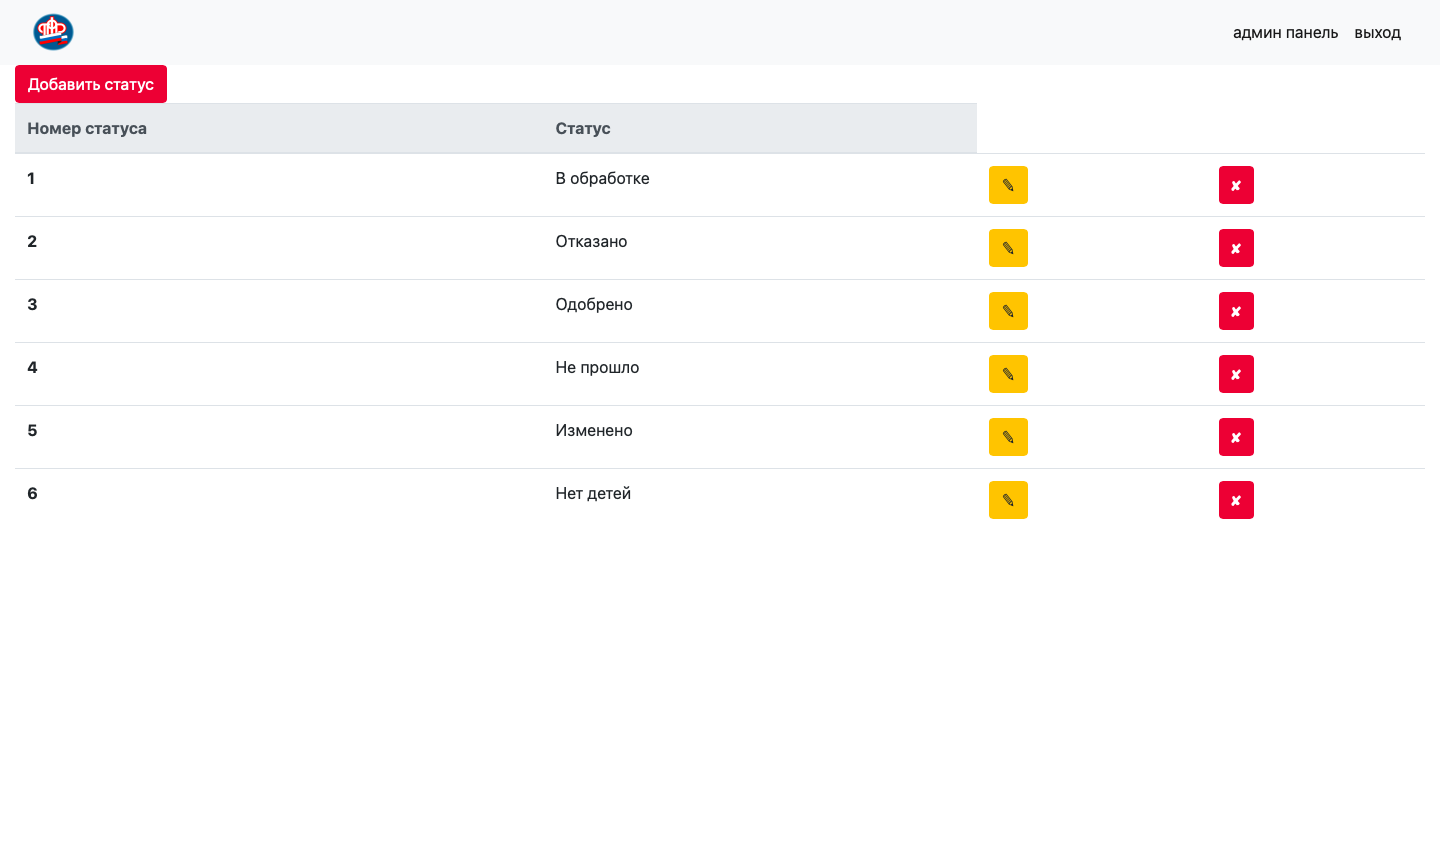 админ панель выход
Добавить статус
Номер статуса Статус
1 В обработке ✎ ✘
2 Отказано ✎ ✘
3 Одобрено ✎ ✘
4 Не прошло ✎ ✘
5 Изменено ✎ ✘
6 Нет детей ✎ ✘